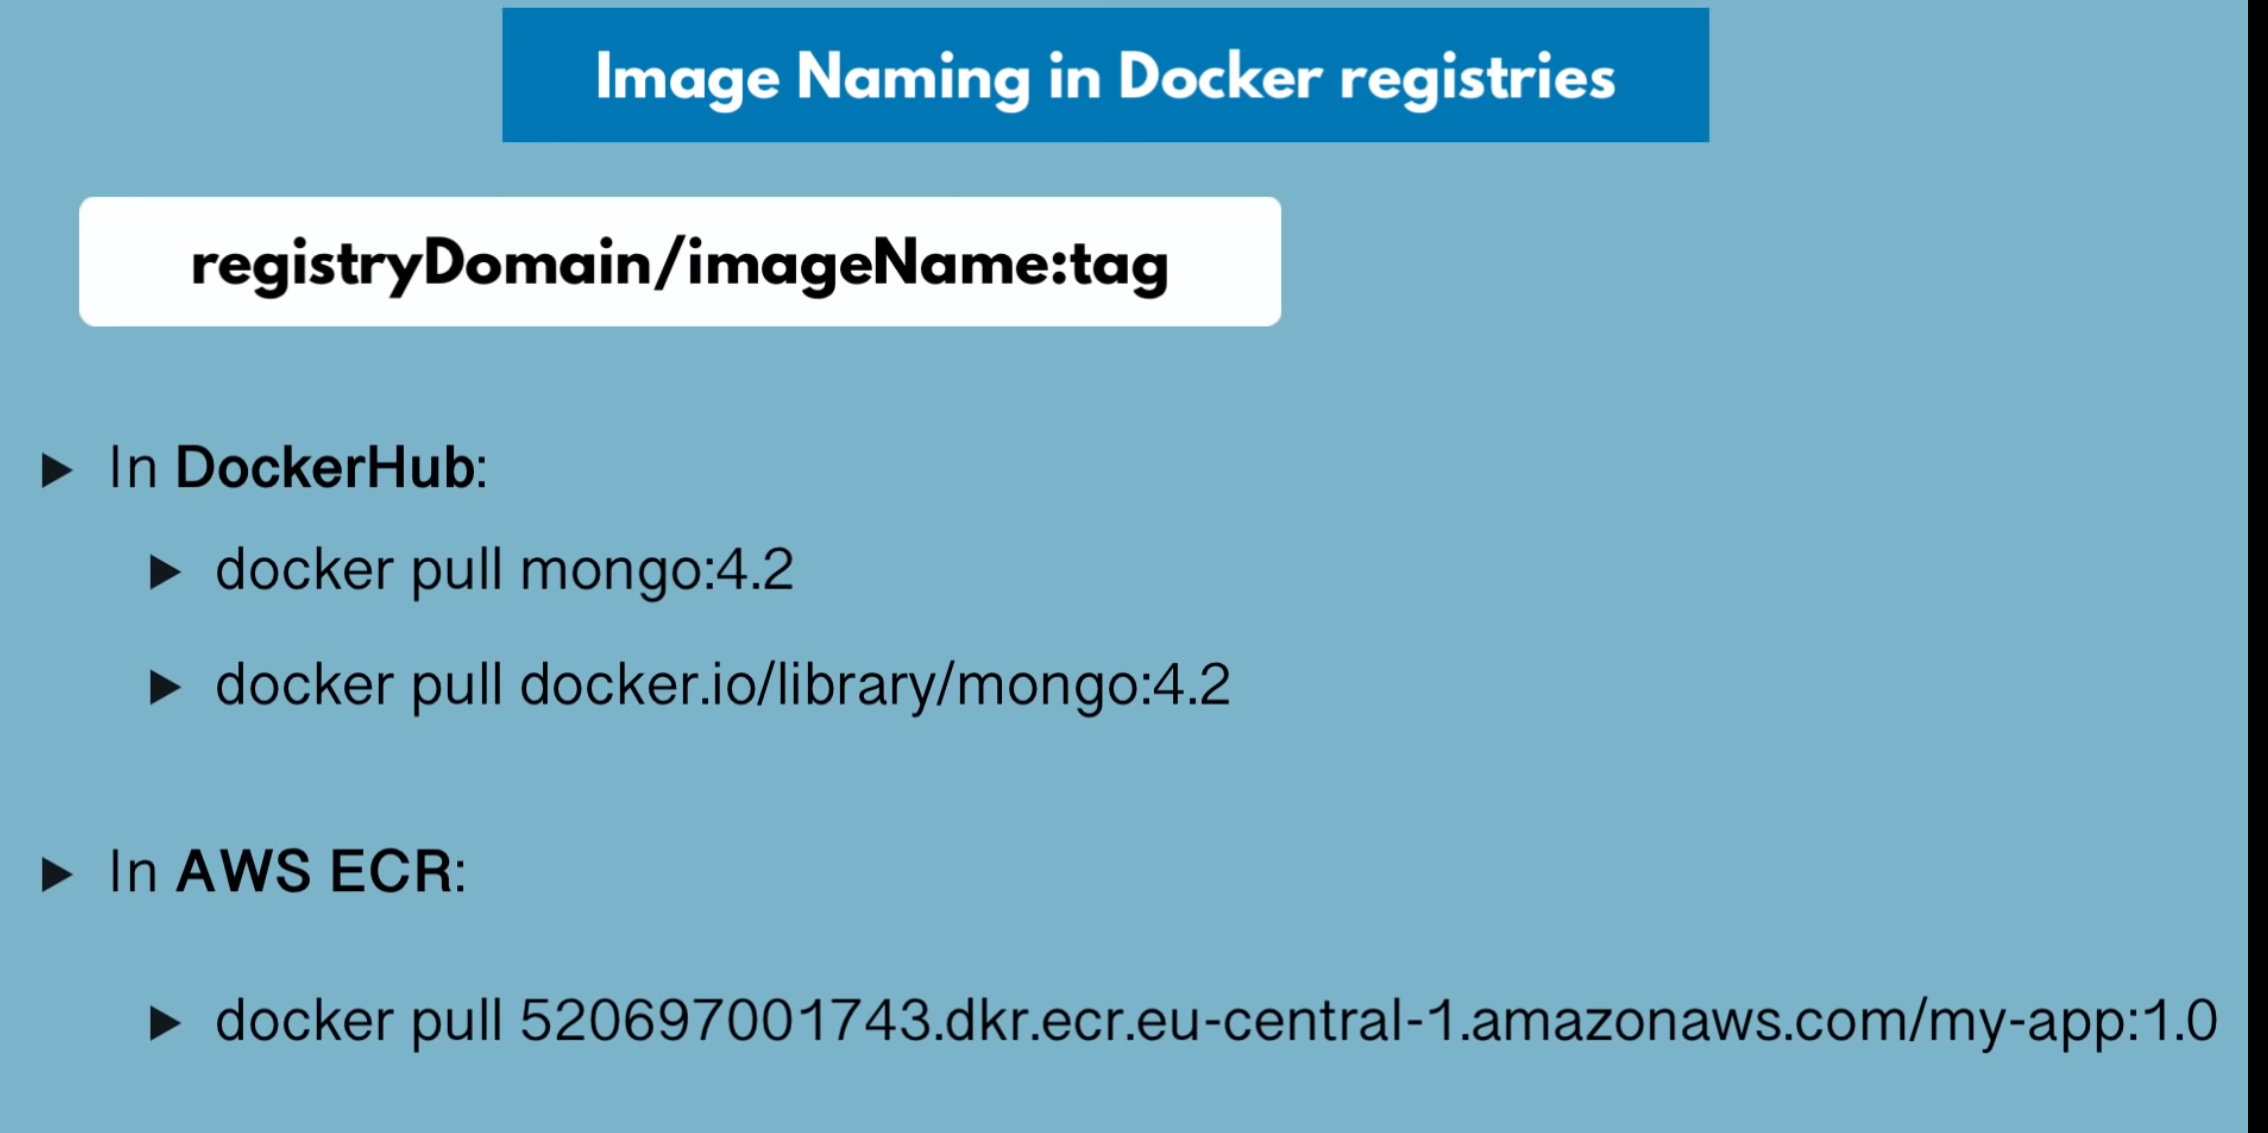 Image Naming in Docker registries
registryDomain/imageName:tag
In DockerHub:
docker pull mongo:4.2
docker pull docker.io/library/mongo:4.2
In AWS ECR:
docker pull 520697001743.dkr.ecr.eu-central-1.amazonaws.com/my-app:1.0